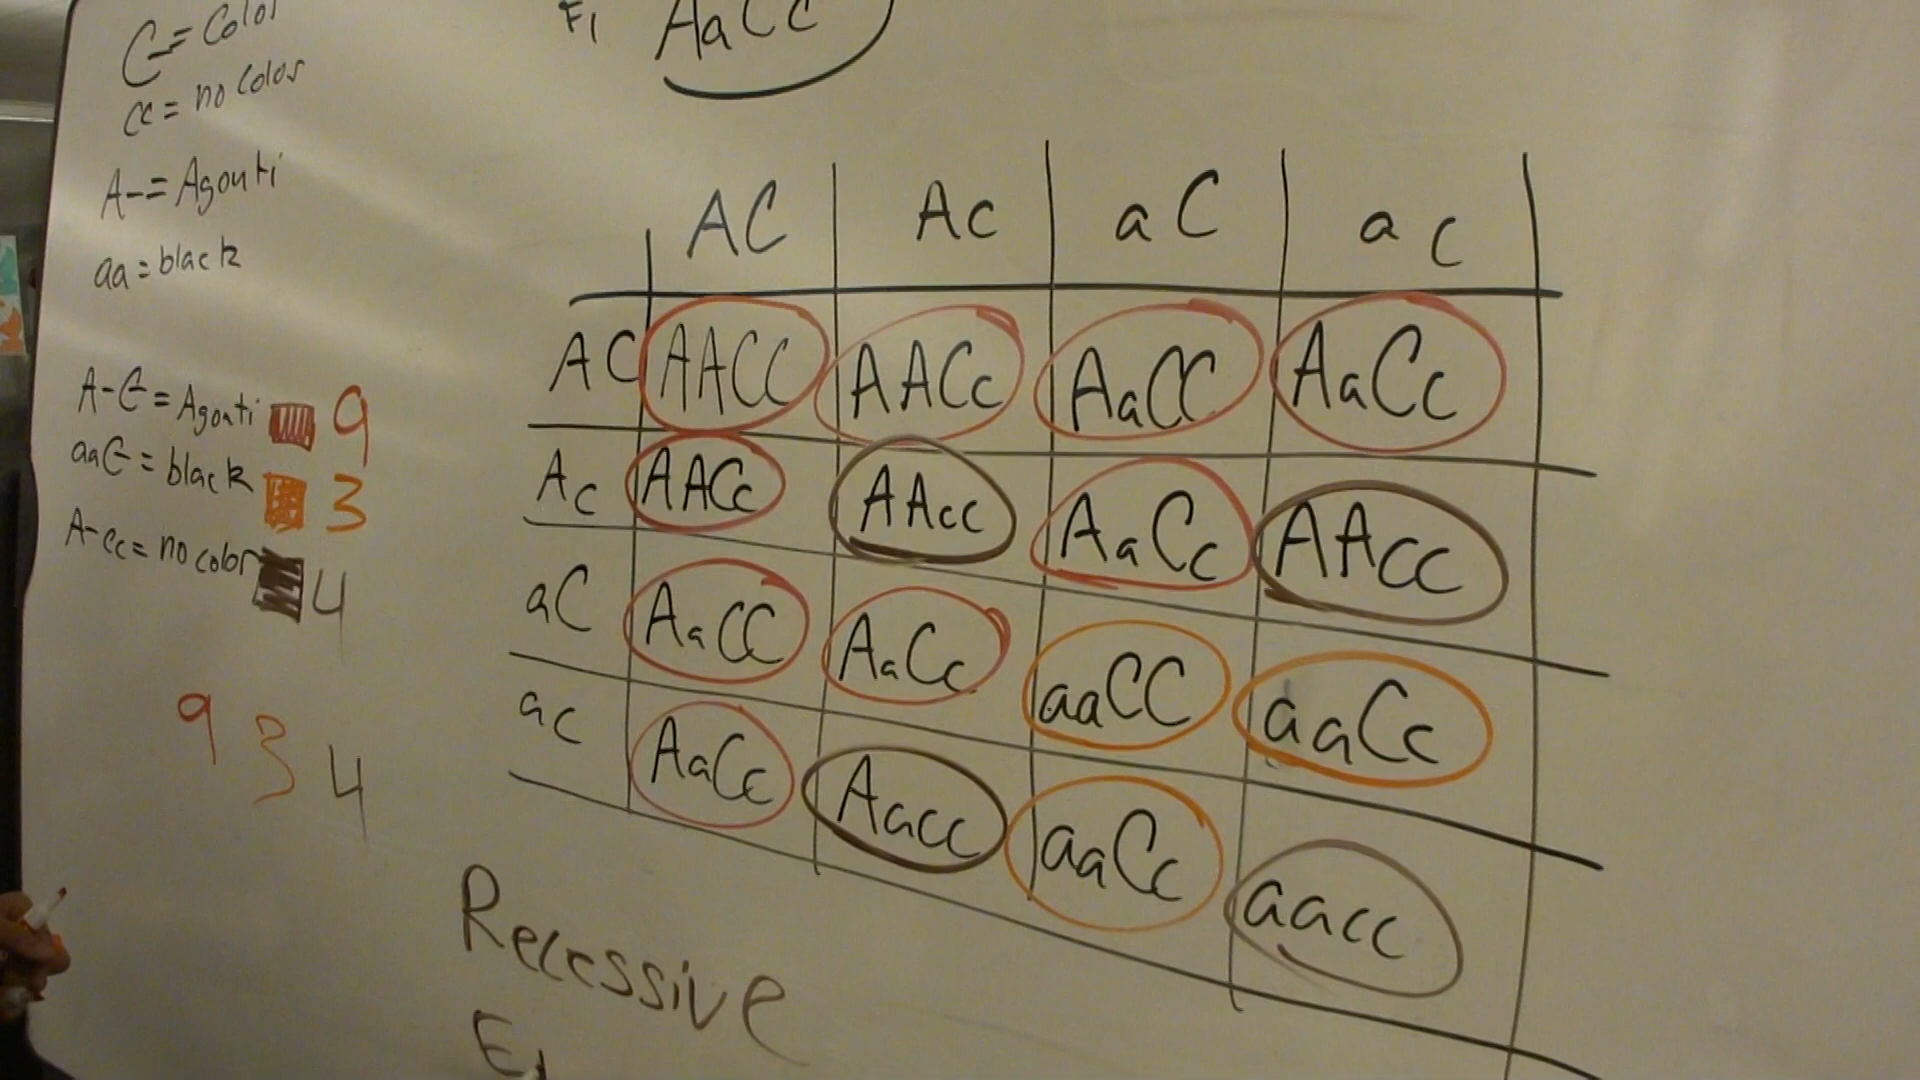 C-= Color
cc = no color
A-= Agouti
aa = black
A-C- = Agouti 9
aaC- = black 3
A-cc = no color 4
9 3 4
F1 AaCc
AC Ac aC ac
AC AACC AACc AaCC AaCc
Ac AACc AAcc AaCc AAcc
aC AaCC AaCc aaCC aaCc
ac AaCc Aacc aaCc aacc
Recessive